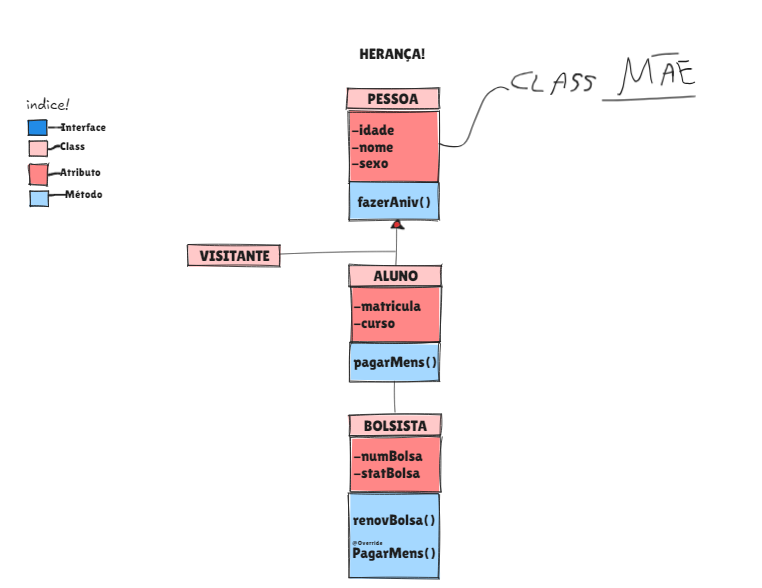 HERANÇA!
CLASS MÃE
indice!
Interface
Class
Atributo
Método
PESSOA
-idade
-nome
-sexo
fazerAniv()
VISITANTE
ALUNO
-matricula
-curso
pagarMens()
BOLSISTA
-numBolsa
-statBolsa
renovBolsa()
@Override
PagarMens()